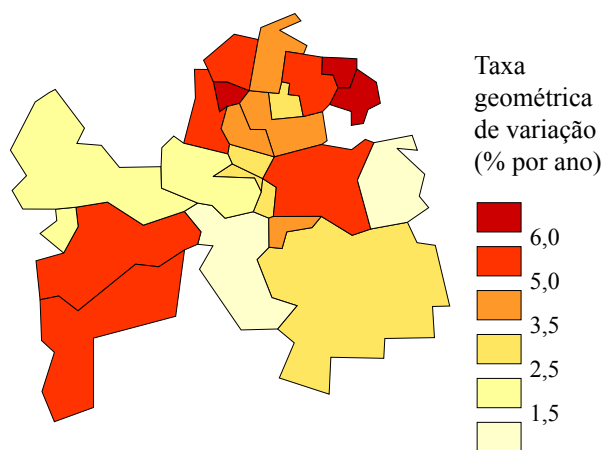 Taxa
geométrica
de variação
(% por ano)
6,0
5,0
3,5
2,5
1,5